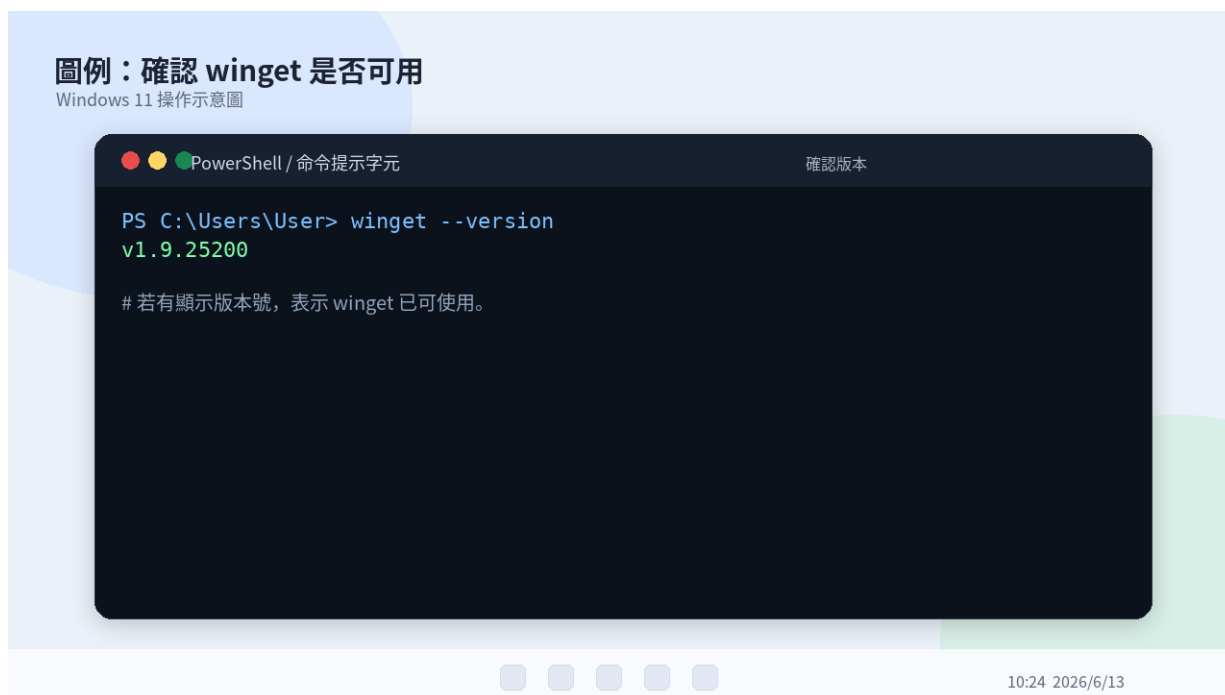 圖例：確認 winget 是否可用
Windows 11 操作示意圖
PowerShell / 命令提示字元
確認版本
PS C:\Users\User> winget --version
v1.9.25200
# 若有顯示版本號，表示 winget 已可使用。
10:24 2026/6/13